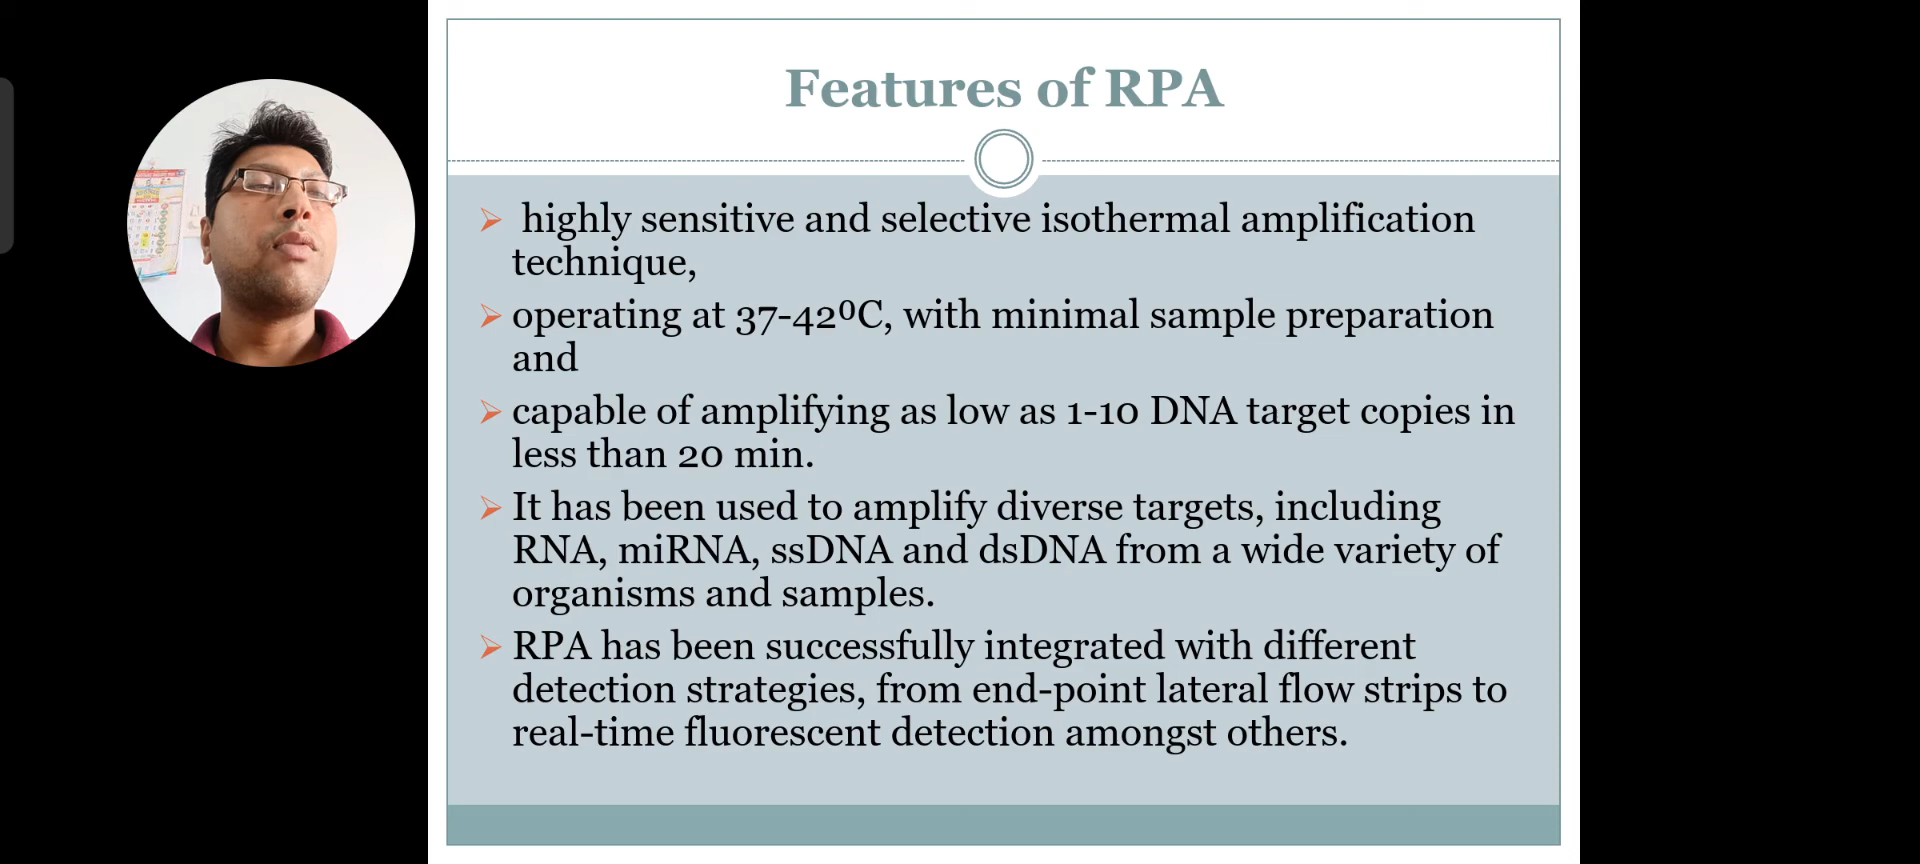 Features of RPA
highly sensitive and selective isothermal amplification
technique,
operating at 37-42⁰C, with minimal sample preparation
and
capable of amplifying as low as 1-10 DNA target copies in
less than 20 min.
It has been used to amplify diverse targets, including
RNA, miRNA, ssDNA and dsDNA from a wide variety of
organisms and samples.
RPA has been successfully integrated with different
detection strategies, from end-point lateral flow strips to
real-time fluorescent detection amongst others.